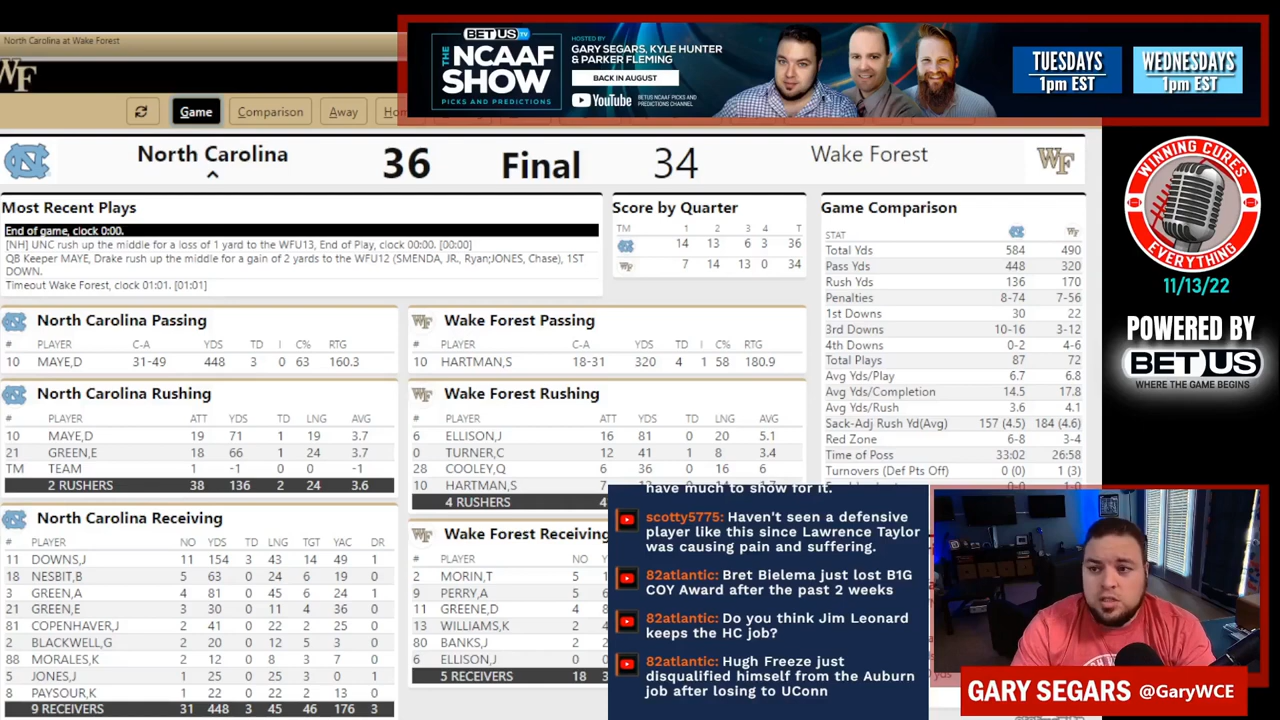 North Carolina at Wake Forest
WF
Game
Comparison
Away
BETUS TV
THE NCAAF SHOW
PICKS AND PREDICTIONS
HOSTED BY
GARY SEGARS, KYLE HUNTER
& PARKER FLEMING
BACK IN AUGUST
YouTube
BETUS NCAAF PICKS AND
PREDICTIONS CHANNEL
TUESDAYS
1pm EST
WEDNESDAYS
1pm EST
North Carolina 36 Final 34 Wake Forest WF
Most Recent Plays
End of game, clock 0:00.
[NH] UNC rush up the middle for a loss of 1 yard to the WFU13, End of Play, clock 00:00. [00:00]
QB Keeper MAYE, Drake rush up the middle for a gain of 2 yards to the WFU12 (SMENDA, JR., Ryan;JONES, Chase), 1ST
DOWN.
Timeout Wake Forest, clock 01:01. [01:01]
Score by Quarter
TM 1 2 3 4 T
14 13 6 3 36
7 14 13 0 34
Game Comparison
STAT
Total Yds 584 490
Pass Yds 448 320
Rush Yds 136 170
Penalties 8-74 7-56
1st Downs 30 22
3rd Downs 10-16 3-12
4th Downs 0-2 4-6
Total Plays 87 72
Avg Yds/Play 6.7 6.8
Avg Yds/Completion 14.5 17.8
Avg Yds/Rush 3.6 4.1
Sack-Adj Rush Yd(Avg) 157 (4.5) 184 (4.6)
Red Zone 6-8 3-4
Time of Poss 33:02 26:58
Turnovers (Def Pts Off) 0 (0) 1 (3)
North Carolina Passing
# PLAYER C-A YDS TD I C% RTG
10 MAYE,D 31-49 448 3 0 63 160.3
WF Wake Forest Passing
# PLAYER C-A YDS TD I C% RTG
10 HARTMAN,S 18-31 320 4 1 58 180.9
North Carolina Rushing
# PLAYER ATT YDS TD LNG AVG
10 MAYE,D 19 71 1 19 3.7
21 GREEN,E 18 66 1 24 3.7
TM TEAM 1 -1 0 0 -1
2 RUSHERS 38 136 2 24 3.6
WF Wake Forest Rushing
# PLAYER ATT YDS TD LNG AVG
6 ELLISON,J 16 81 0 20 5.1
0 TURNER,C 12 41 1 8 3.4
28 COOLEY,Q 6 36 0 16 6
10 HARTMAN,S 7
4 RUSHERS
North Carolina Receiving
# PLAYER NO YDS TD LNG TGT YAC DR
11 DOWNS,J 11 154 3 43 14 49 1
18 NESBIT,B 5 63 0 24 6 19 0
3 GREEN,A 4 81 0 45 6 24 1
21 GREEN,E 3 30 0 11 4 36 0
81 COPENHAVER,J 2 41 0 22 2 25 0
2 BLACKWELL,G 2 20 0 12 5 3 0
88 MORALES,K 2 12 0 8 3 7 0
5 JONES,J 1 25 0 25 3 0 1
8 PAYSOUR,K 1 22 0 22 2 13 0
9 RECEIVERS 31 448 3 45 46 176 3
WF Wake Forest Receiving
# PLAYER NO
2 MORIN,T 5
9 PERRY,A 5
11 GREENE,D 4
13 WILLIAMS,K 2
80 BANKS,J 2
6 ELLISON,J 0
5 RECEIVERS 18
have much to show for it.
scotty5775: Haven't seen a defensive
player like this since Lawrence Taylor
was causing pain and suffering.
82atlantic: Bret Bielema just lost B1G
COY Award after the past 2 weeks
82atlantic: Do you think Jim Leonard
keeps the HC job?
82atlantic: Hugh Freeze just
disqualified himself from the Auburn
job after losing to UConn
WINNING CURES
EVERYTHING
11/13/22
POWERED BY
BETUS
WHERE THE GAME BEGINS
GARY SEGARS @GaryWCE